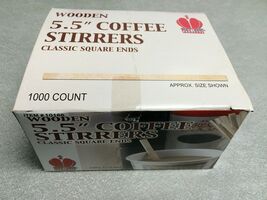 WOODEN
5.5" COFFEE
STIRRERS
CLASSIC SQUARE ENDS
APPROX. SIZE SHOWN
1000 COUNT
WOODEN
5.5" COFFEE
STIRRERS
CLASSIC SQUARE ENDS